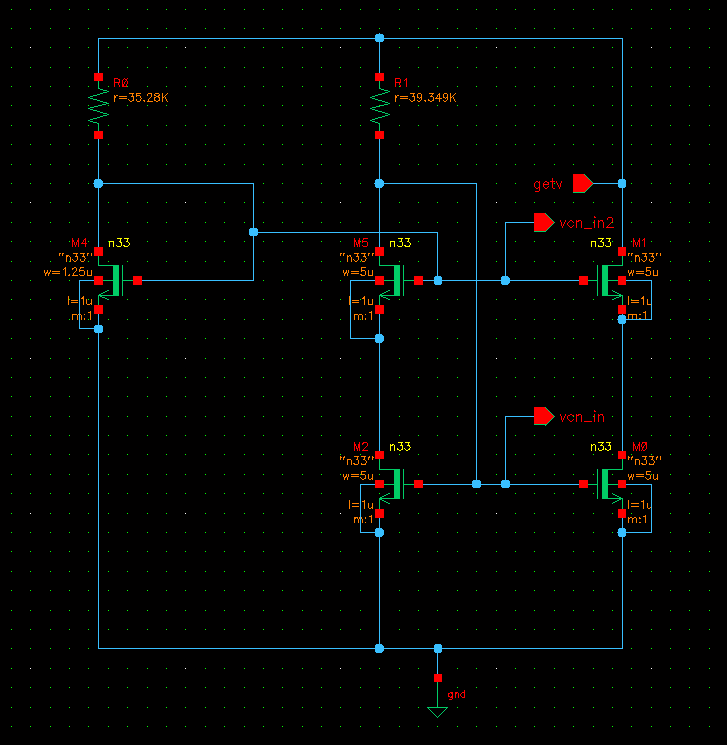 R0
r=35.28K
R1
r=39.349K
getv
vcn_in2
M4
n33
"n33"
w=1.25u
l=1u
m:1
M5
n33
"n33"
w=5u
l=1u
m:1
n33
M1
"n33"
w=5u
l=1u
m:1
vcn_in
M2
n33
"n33"
w=5u
l=1u
m:1
n33
M0
"n33"
w=5u
l=1u
m:1
gnd